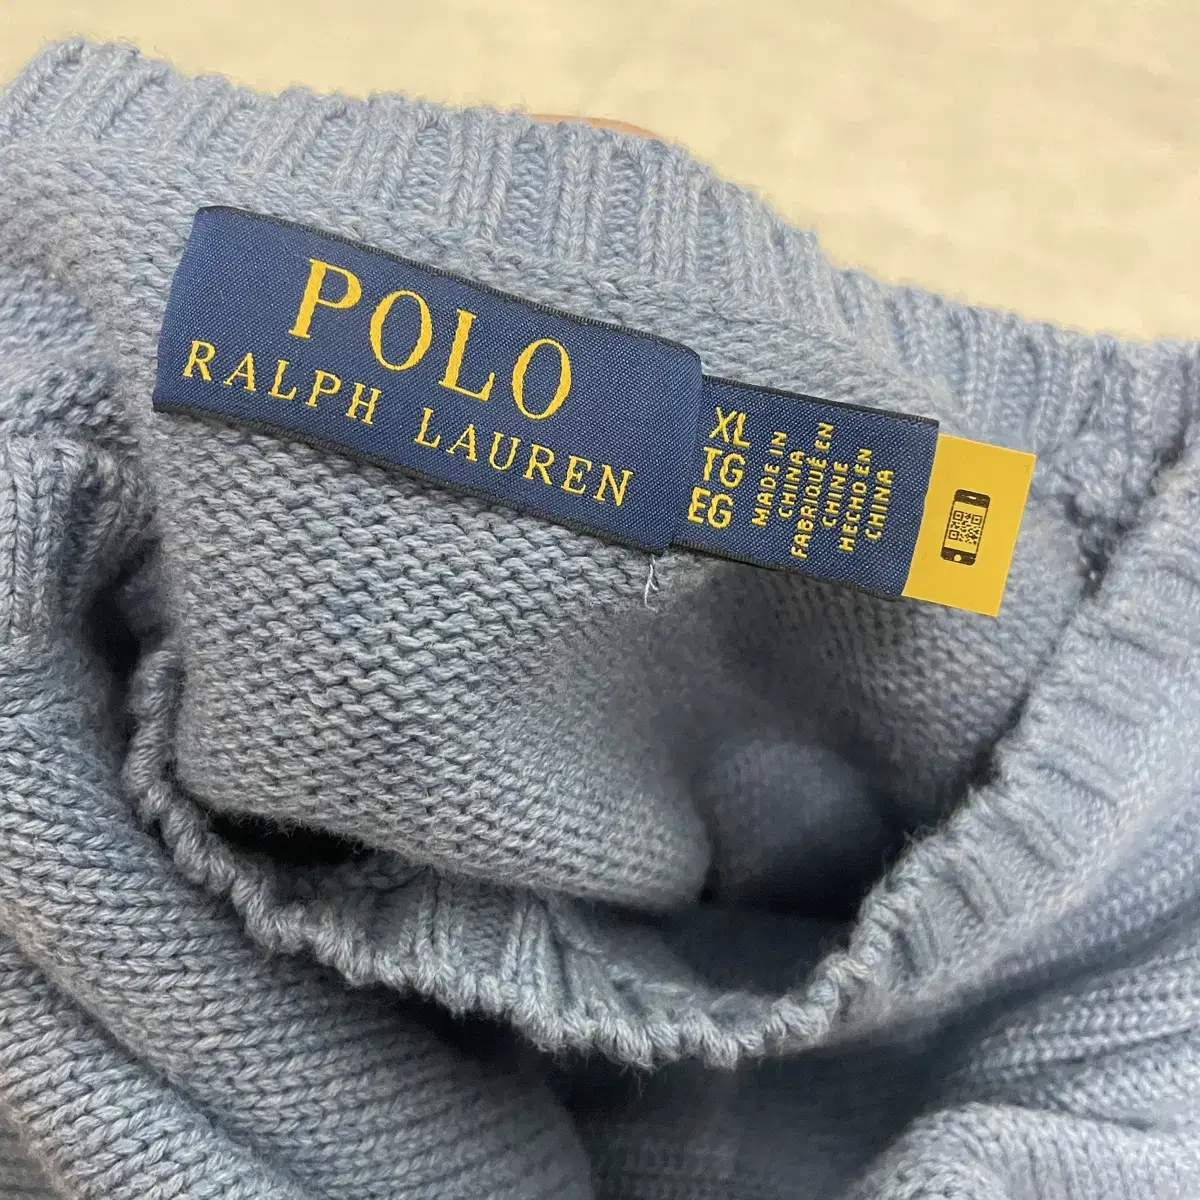 POLO
RALPH LAUREN
XL
TG
EG
MADE IN
CHINA
FABRIQUÉ EN
CHINE
HECHO EN
CHINA